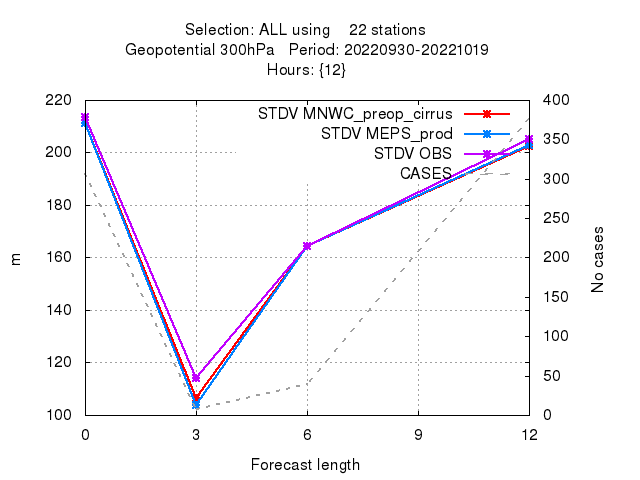 Selection: ALL using 22 stations
Geopotential 300hPa Period: 20220930-20221019
Hours: {12}
220 400
STDV MNWC_preop_cirrus
STDV MEPS_prod
350
200 STDV OBS
CASES 300
180
250
m 160 200 No cases
150
140
100
120
50
100 0
0 3 6 9 12
Forecast length